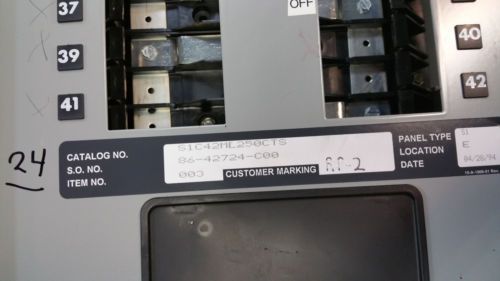 37
OFF
40
39
42
41
24
CATALOG NO. S1C42ML250CTS
S.O. NO. 86-42724-C00
ITEM NO. 003 CUSTOMER MARKING RP-2
PANEL TYPE S1
LOCATION E
DATE 04/28/94